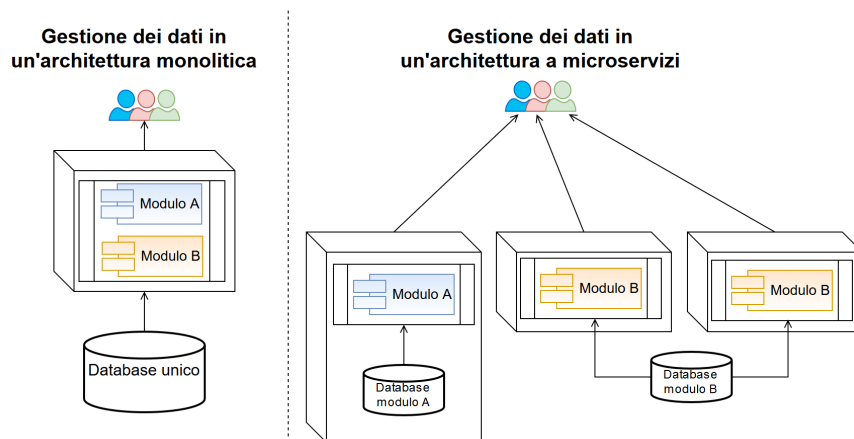 Gestione dei dati in
un'architettura monolitica
Modulo A
Modulo B
Database unico
Gestione dei dati in
un'architettura a microservizi
Modulo A
Modulo B
Modulo B
Database
modulo A
Database
modulo B